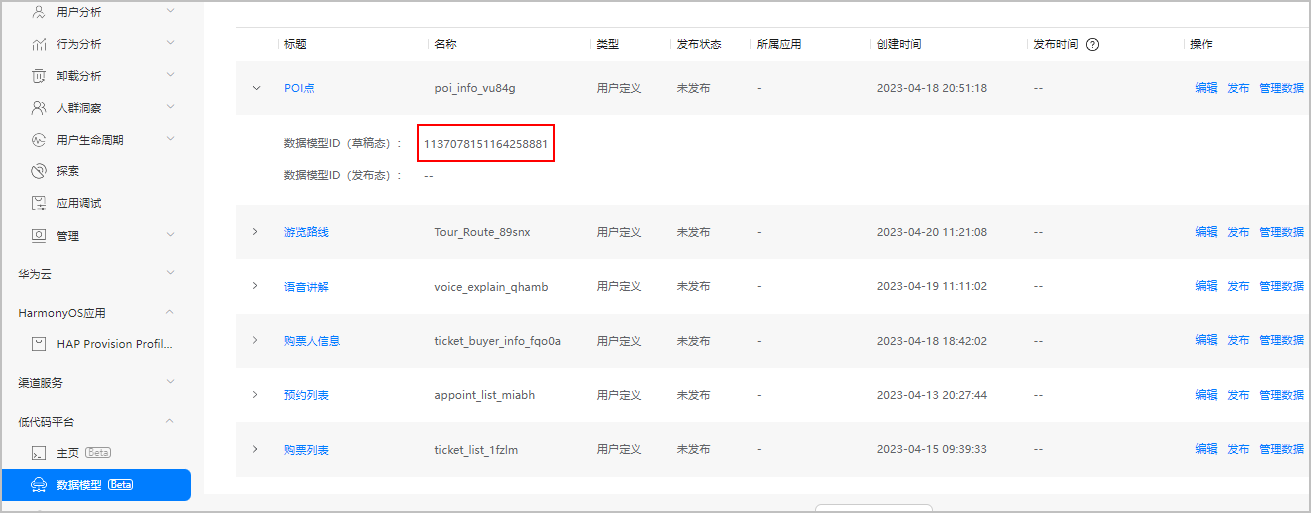 用户分析
行为分析
卸载分析
人群洞察
用户生命周期
探索
应用调试
管理
华为云
HarmonyOS应用
HAP Provision Profil...
渠道服务
低代码平台
主页 Beta
数据模型 Beta
标题 名称 类型 发布状态 所属应用 创建时间 发布时间 ? 操作
POI点 poi_info_vu84g 用户定义 未发布 - 2023-04-18 20:51:18 -- 编辑 发布 管理数据
数据模型ID（草稿态）： 1137078151164258881
数据模型ID（发布态）： --
游览路线 Tour_Route_89snx 用户定义 未发布 - 2023-04-20 11:21:08 -- 编辑 发布 管理数据
语音讲解 voice_explain_qhamb 用户定义 未发布 - 2023-04-19 11:11:02 -- 编辑 发布 管理数据
购票人信息 ticket_buyer_info_fqo0a 用户定义 未发布 - 2023-04-18 18:42:02 -- 编辑 发布 管理数据
预约列表 appoint_list_miabh 用户定义 未发布 - 2023-04-13 20:27:44 -- 编辑 发布 管理数据
购票列表 ticket_list_1fzlm 用户定义 未发布 - 2023-04-15 09:39:33 -- 编辑 发布 管理数据